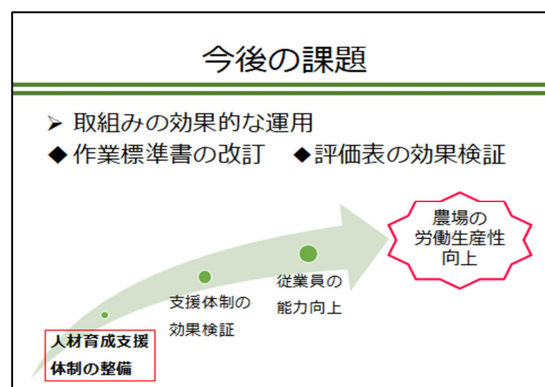 今後の課題
➢ 取組みの効果的な運用
◆作業標準書の改訂 ◆評価表の効果検証
農場の
労働生産性
向上
従業員の
能力向上
支援体制の
効果検証
人材育成支援
体制の整備